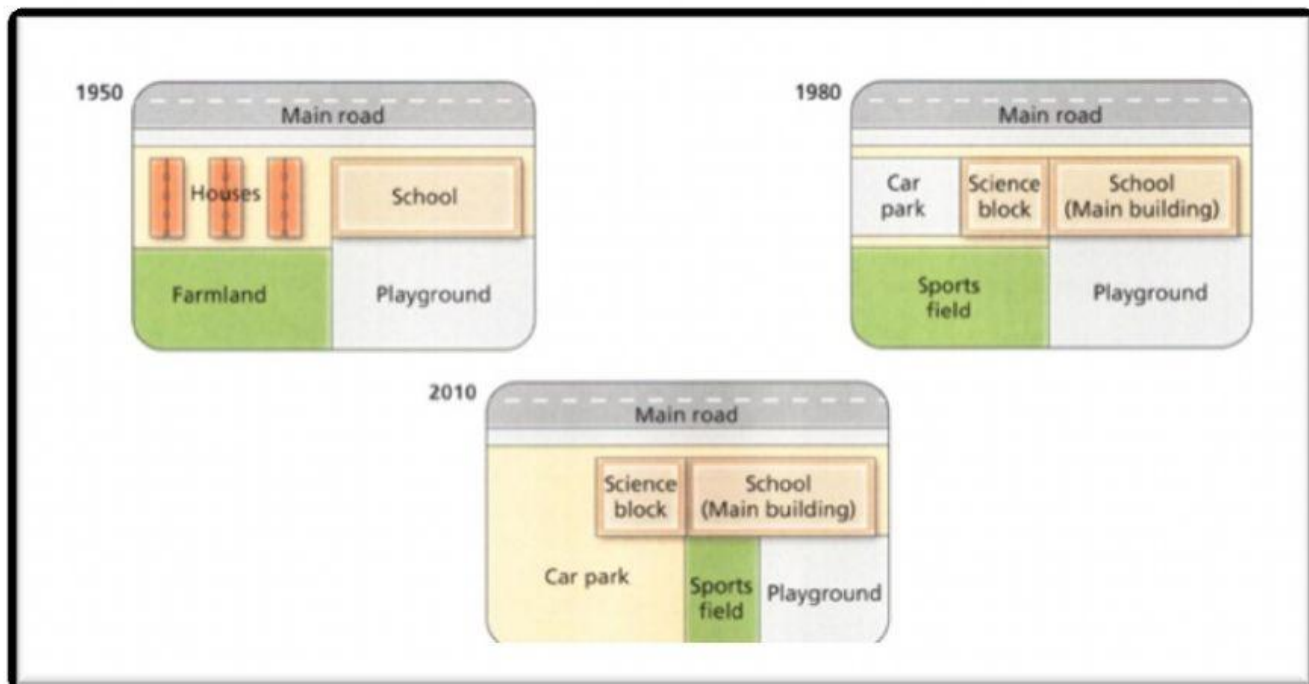 1950
Main road
Houses
School
Farmland
Playground
1980
Main road
Car
park
Science
block
School
(Main building)
Sports
field
Playground
2010
Main road
Science
block
School
(Main building)
Car park
Sports
field
Playground